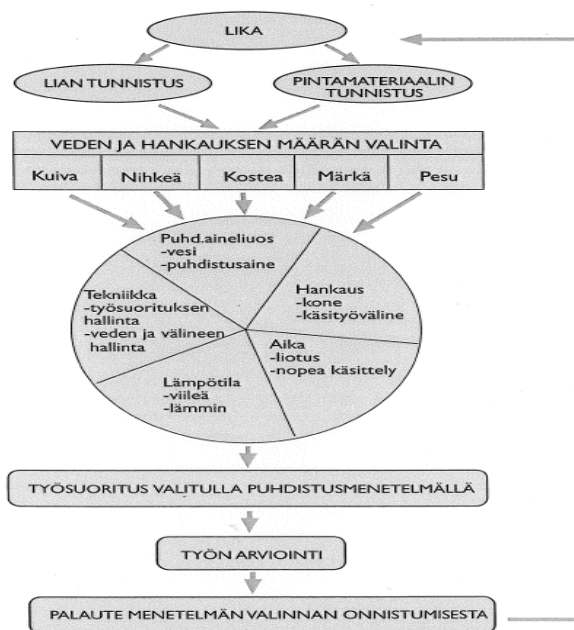 LIKA
LIAN TUNNISTUS
PINTAMATERIAALIN
TUNNISTUS
VEDEN JA HANKAUKSEN MÄÄRÄN VALINTA
Kuiva
Nihkeä
Kostea
Märkä
Pesu
Puhd.aineliuos
-vesi
-puhdistusaine
Hankaus
-kone
-käsityöväline
Tekniikka
-työsuorituksen
hallinta
-veden ja välineen
hallinta
Aika
-liotus
-nopea käsittely
Lämpötila
-viileä
-lämmin
TYÖSUORITUS VALITULLA PUHDISTUSMENETELMÄLLÄ
TYÖN ARVIOINTI
PALAUTE MENETELMÄN VALINNAN ONNISTUMISESTA